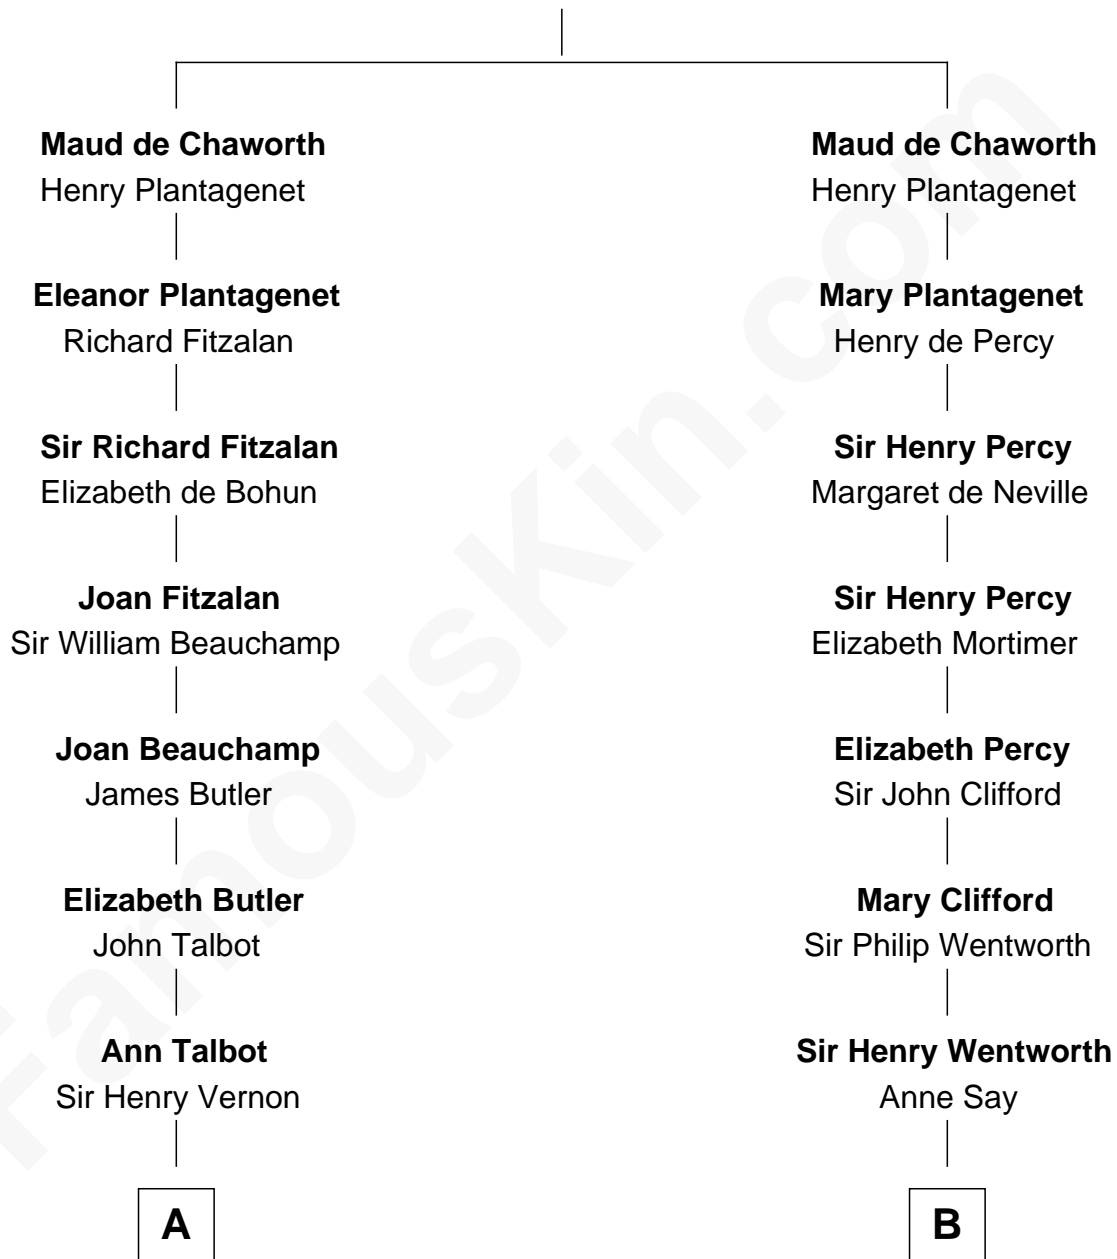 Maud de Chaworth
Henry Plantagenet
Eleanor Plantagenet
Richard Fitzalan
Sir Richard Fitzalan
Elizabeth de Bohun
Joan Fitzalan
Sir William Beauchamp
Joan Beauchamp
James Butler
Elizabeth Butler
John Talbot
Ann Talbot
Sir Henry Vernon
A
Maud de Chaworth
Henry Plantagenet
Mary Plantagenet
Henry de Percy
Sir Henry Percy
Margaret de Neville
Sir Henry Percy
Elizabeth Mortimer
Elizabeth Percy
Sir John Clifford
Mary Clifford
Sir Philip Wentworth
Sir Henry Wentworth
Anne Say
B
FamousKin.com